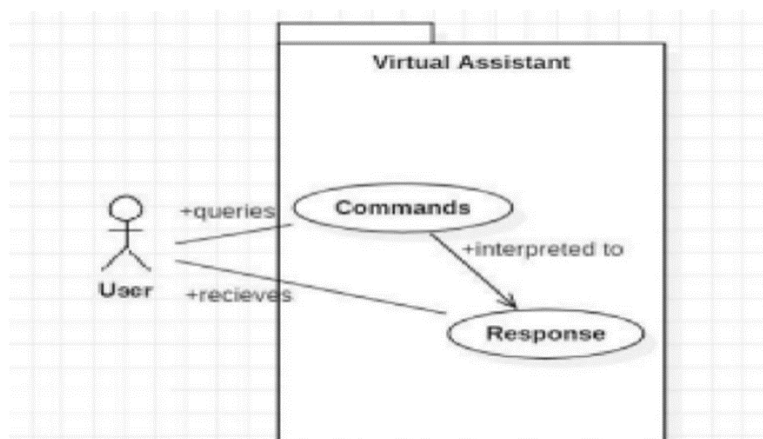 Virtual Assistant
+queries
Commands
+interpreted to
User
+recieves
Response